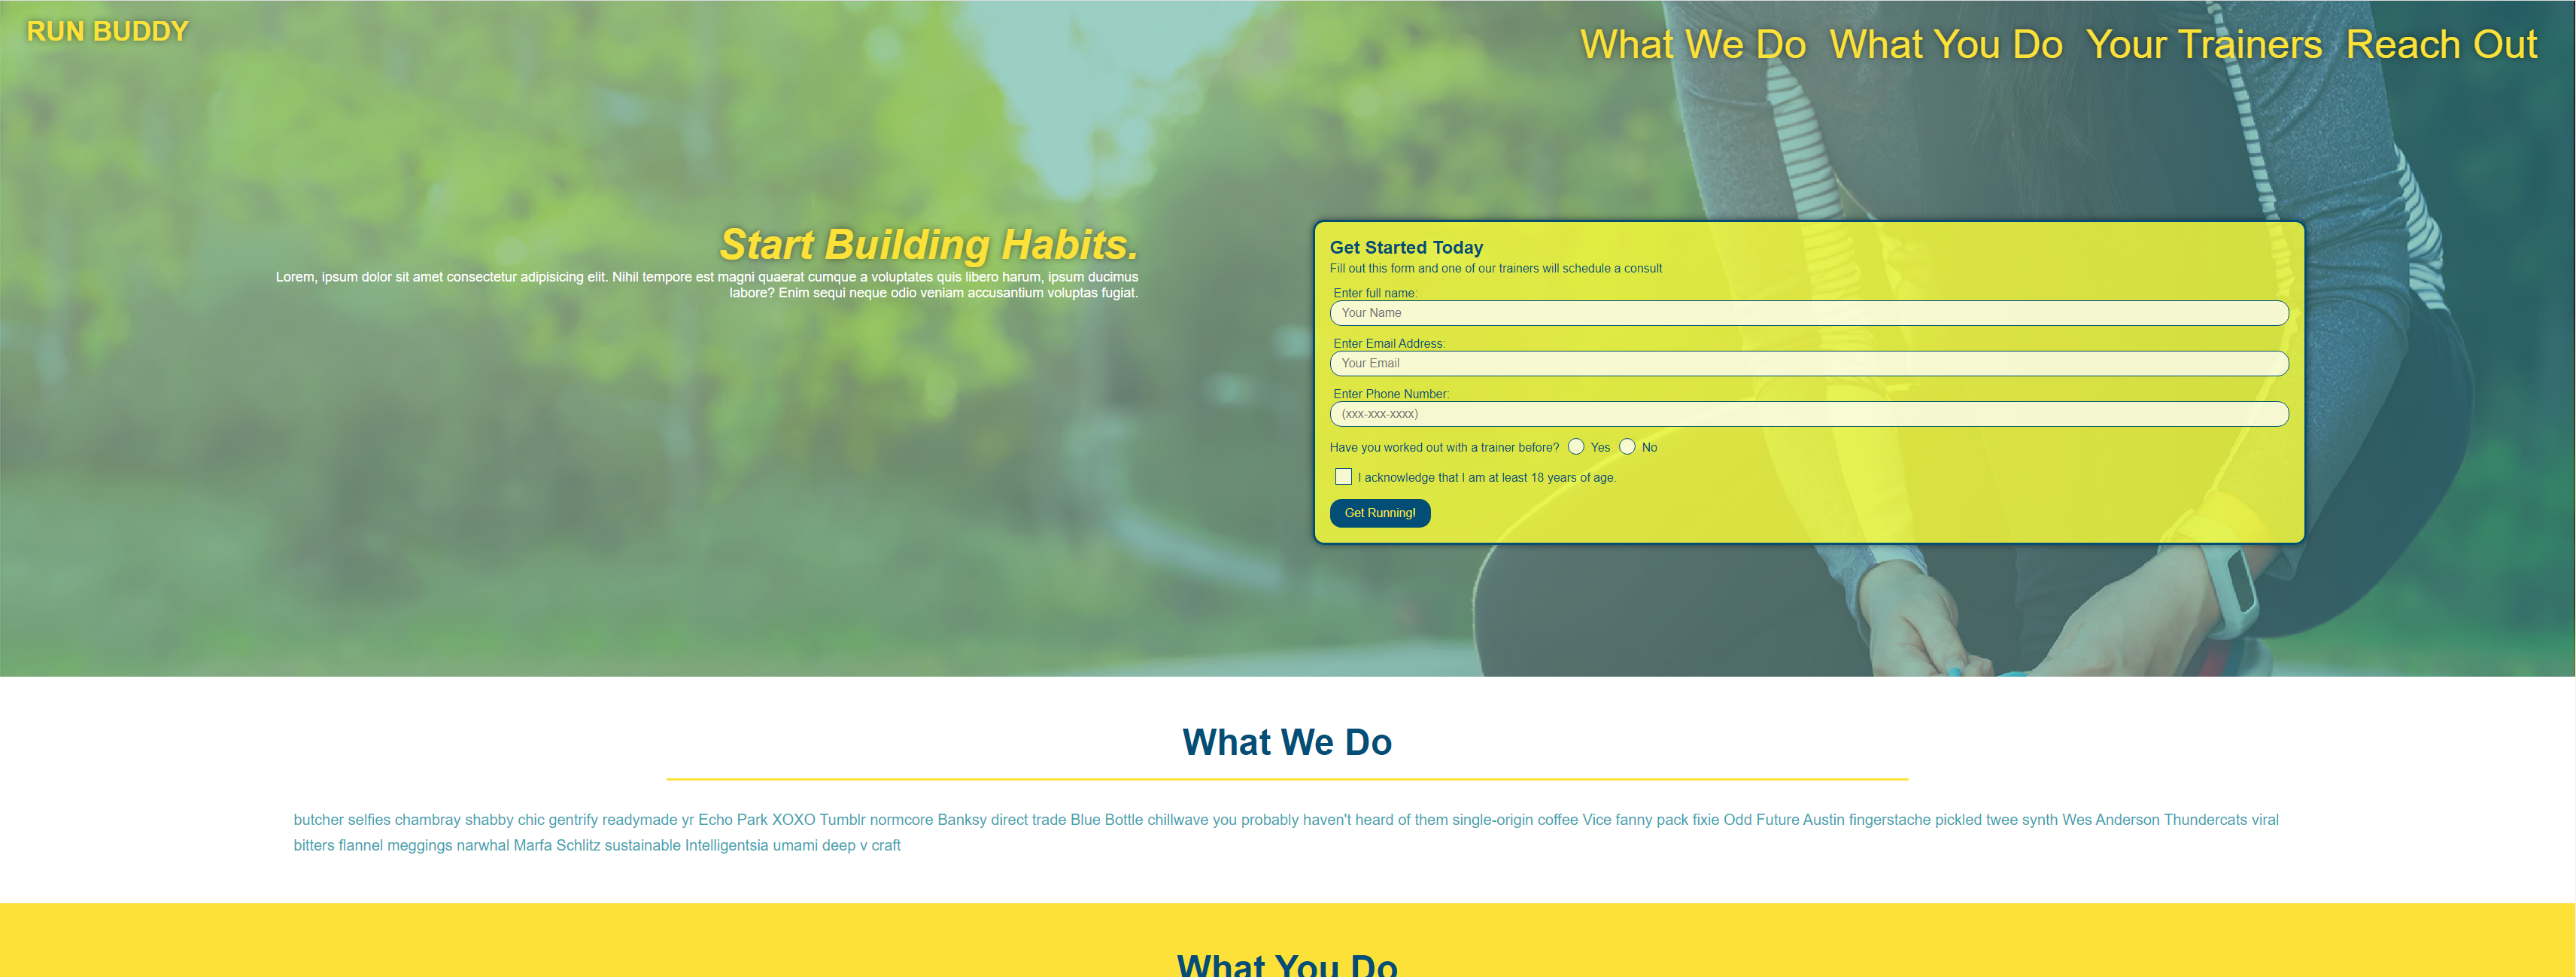 RUN BUDDY
What We Do What You Do Your Trainers Reach Out
Start Building Habits.
Lorem, ipsum dolor sit amet consectetur adipisicing elit. Nihil tempore est magni quaerat cumque a voluptates quis libero harum, ipsum ducimus
labore? Enim sequi neque odio veniam accusantium voluptas fugiat.
Get Started Today
Fill out this form and one of our trainers will schedule a consult
Enter full name:
Your Name
Enter Email Address:
Your Email
Enter Phone Number:
(xxx-xxx-xxxx)
Have you worked out with a trainer before? Yes No
I acknowledge that I am at least 18 years of age.
Get Running!
What We Do
butcher selfies chambray shabby chic gentrify readymade yr Echo Park XOXO Tumblr normcore Banksy direct trade Blue Bottle chillwave you probably haven't heard of them single-origin coffee Vice fanny pack fixie Odd Future Austin fingerstache pickled twee synth Wes Anderson Thundercats viral
bitters flannel meggings narwhal Marfa Schlitz sustainable Intelligentsia umami deep v craft
What You Do